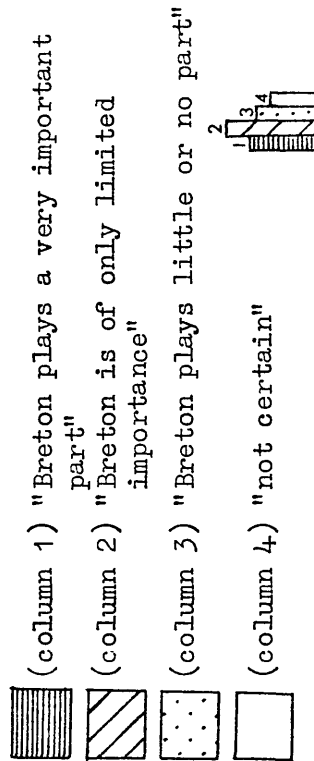 (column 1) "Breton plays a very important
part"
(column 2) "Breton is of only limited
importance"
(column 3) "Breton plays little or no part"
(column 4) "not certain"
1 2 3 4